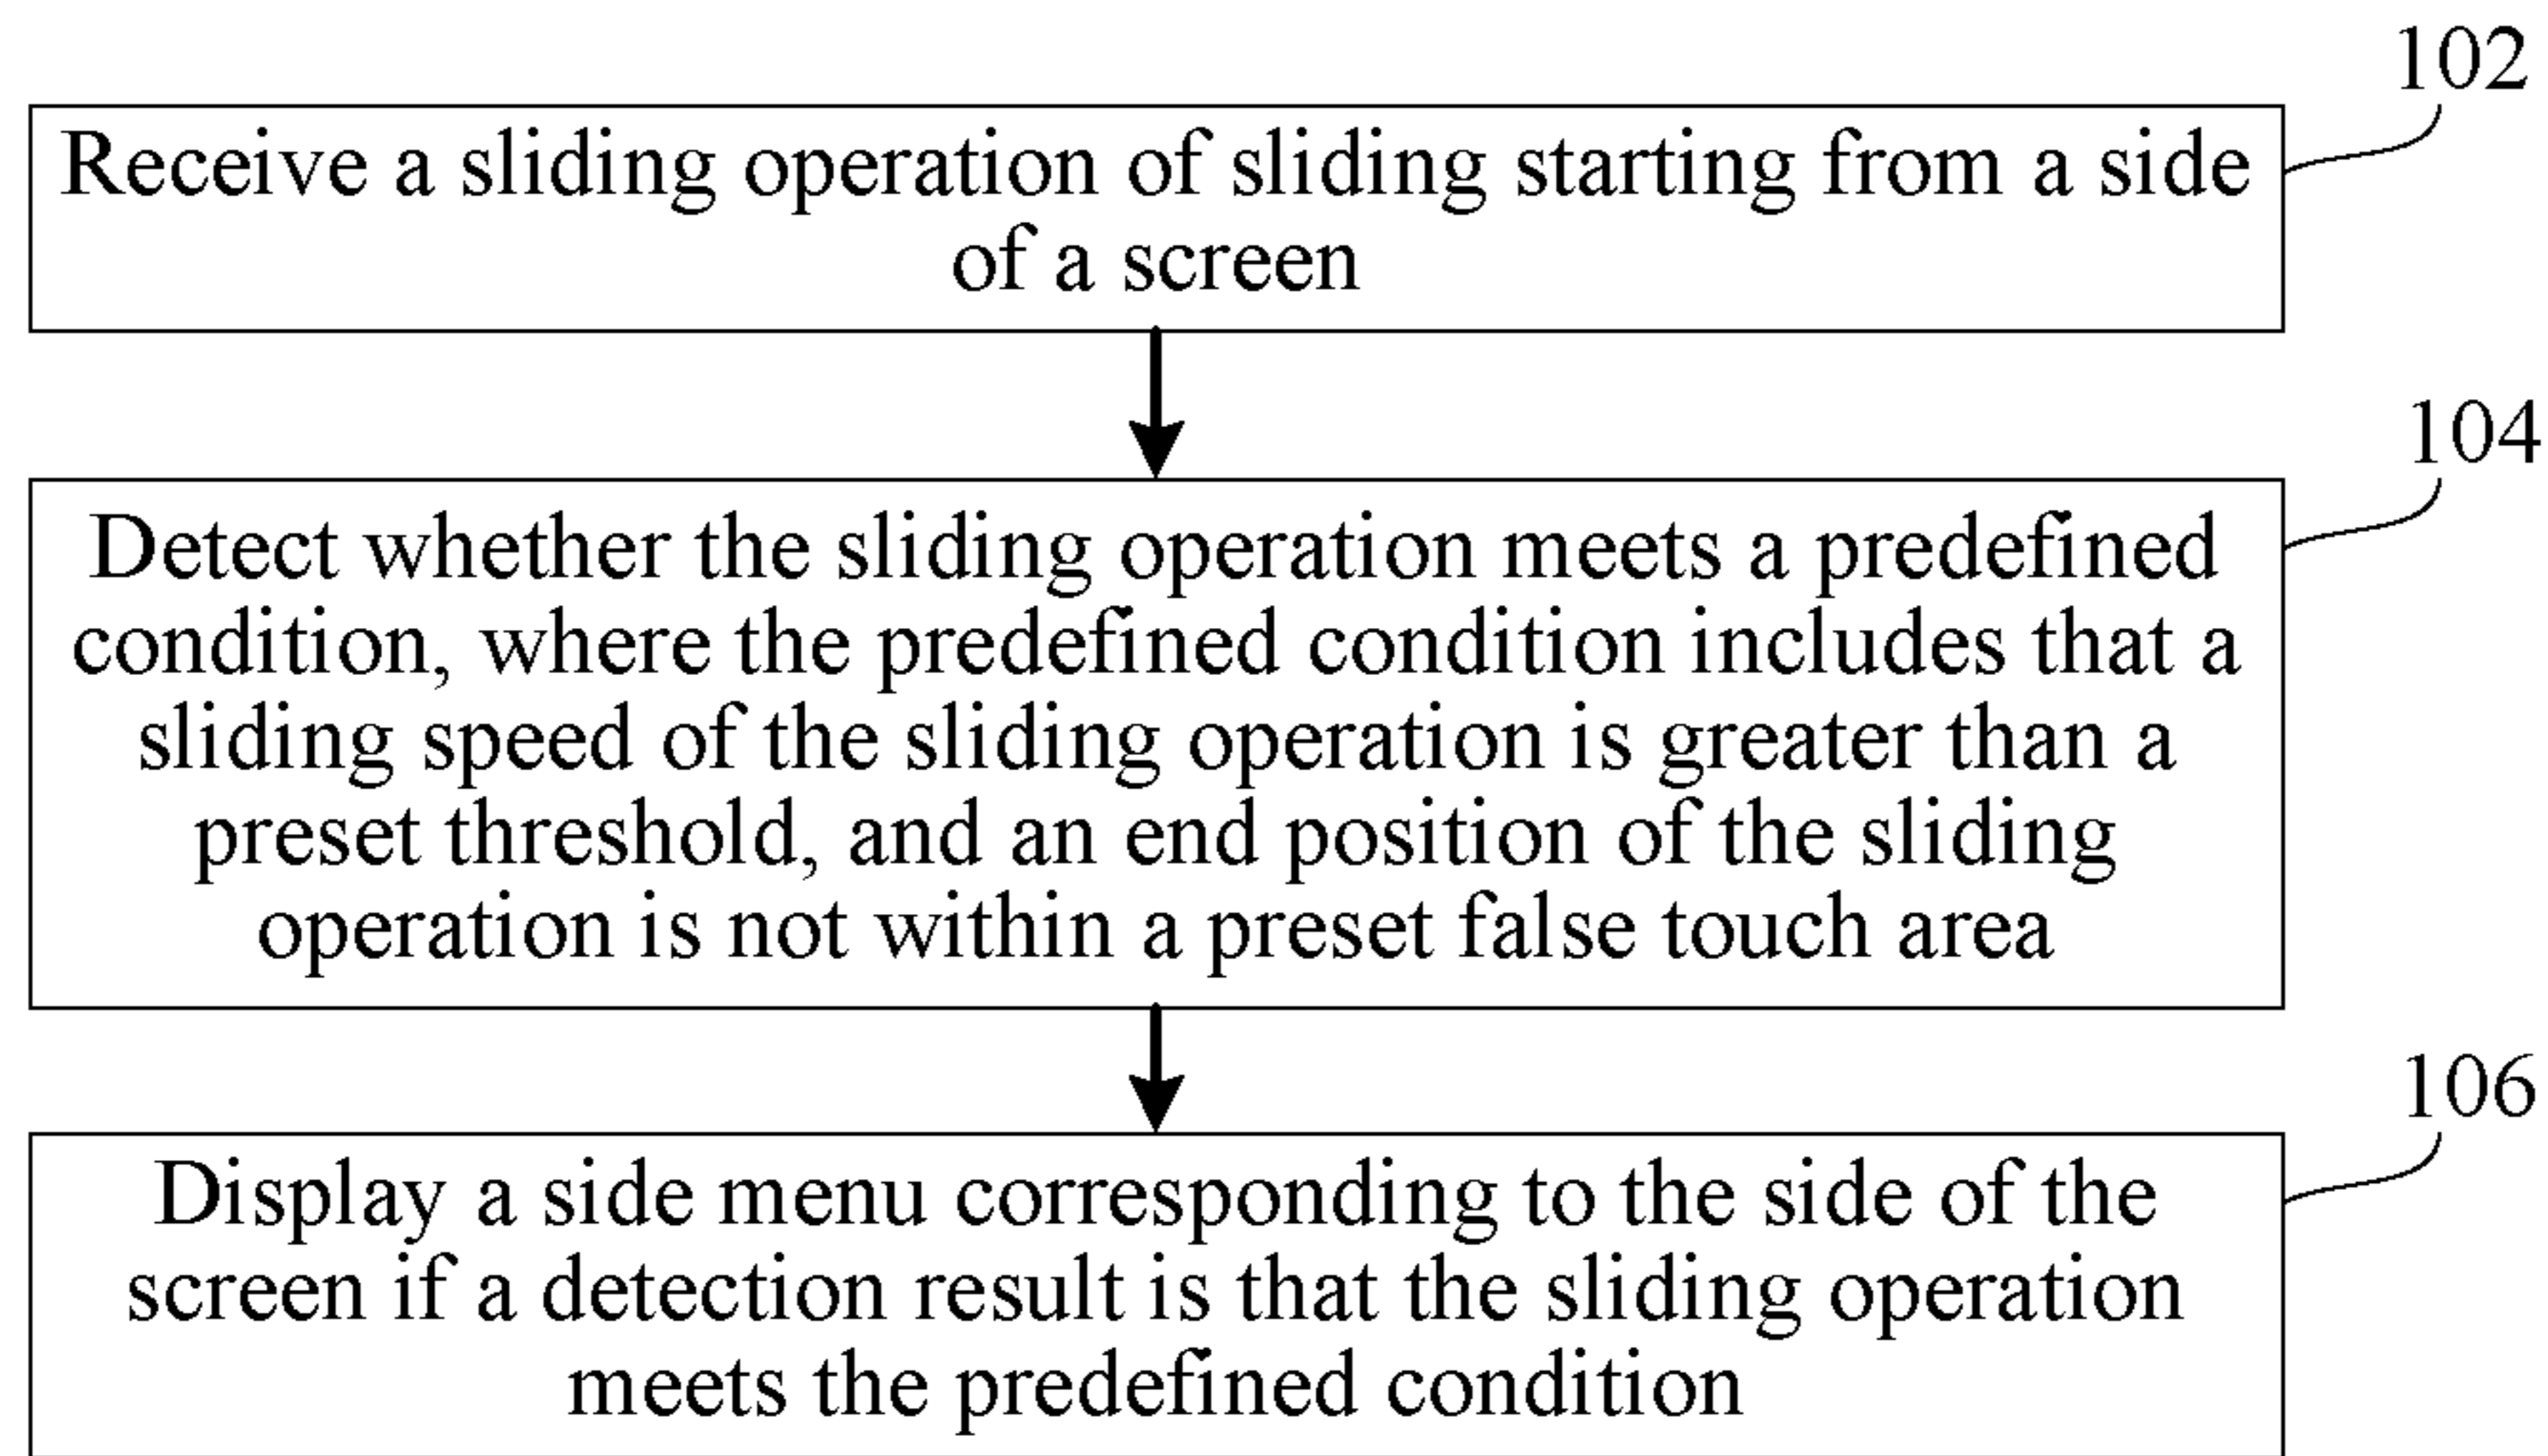 102
Receive a sliding operation of sliding starting from a side
of a screen
104
Detect whether the sliding operation meets a predefined
condition, where the predefined condition includes that a
sliding speed of the sliding operation is greater than a
preset threshold, and an end position of the sliding
operation is not within a preset false touch area
106
Display a side menu corresponding to the side of the
screen if a detection result is that the sliding operation
meets the predefined condition